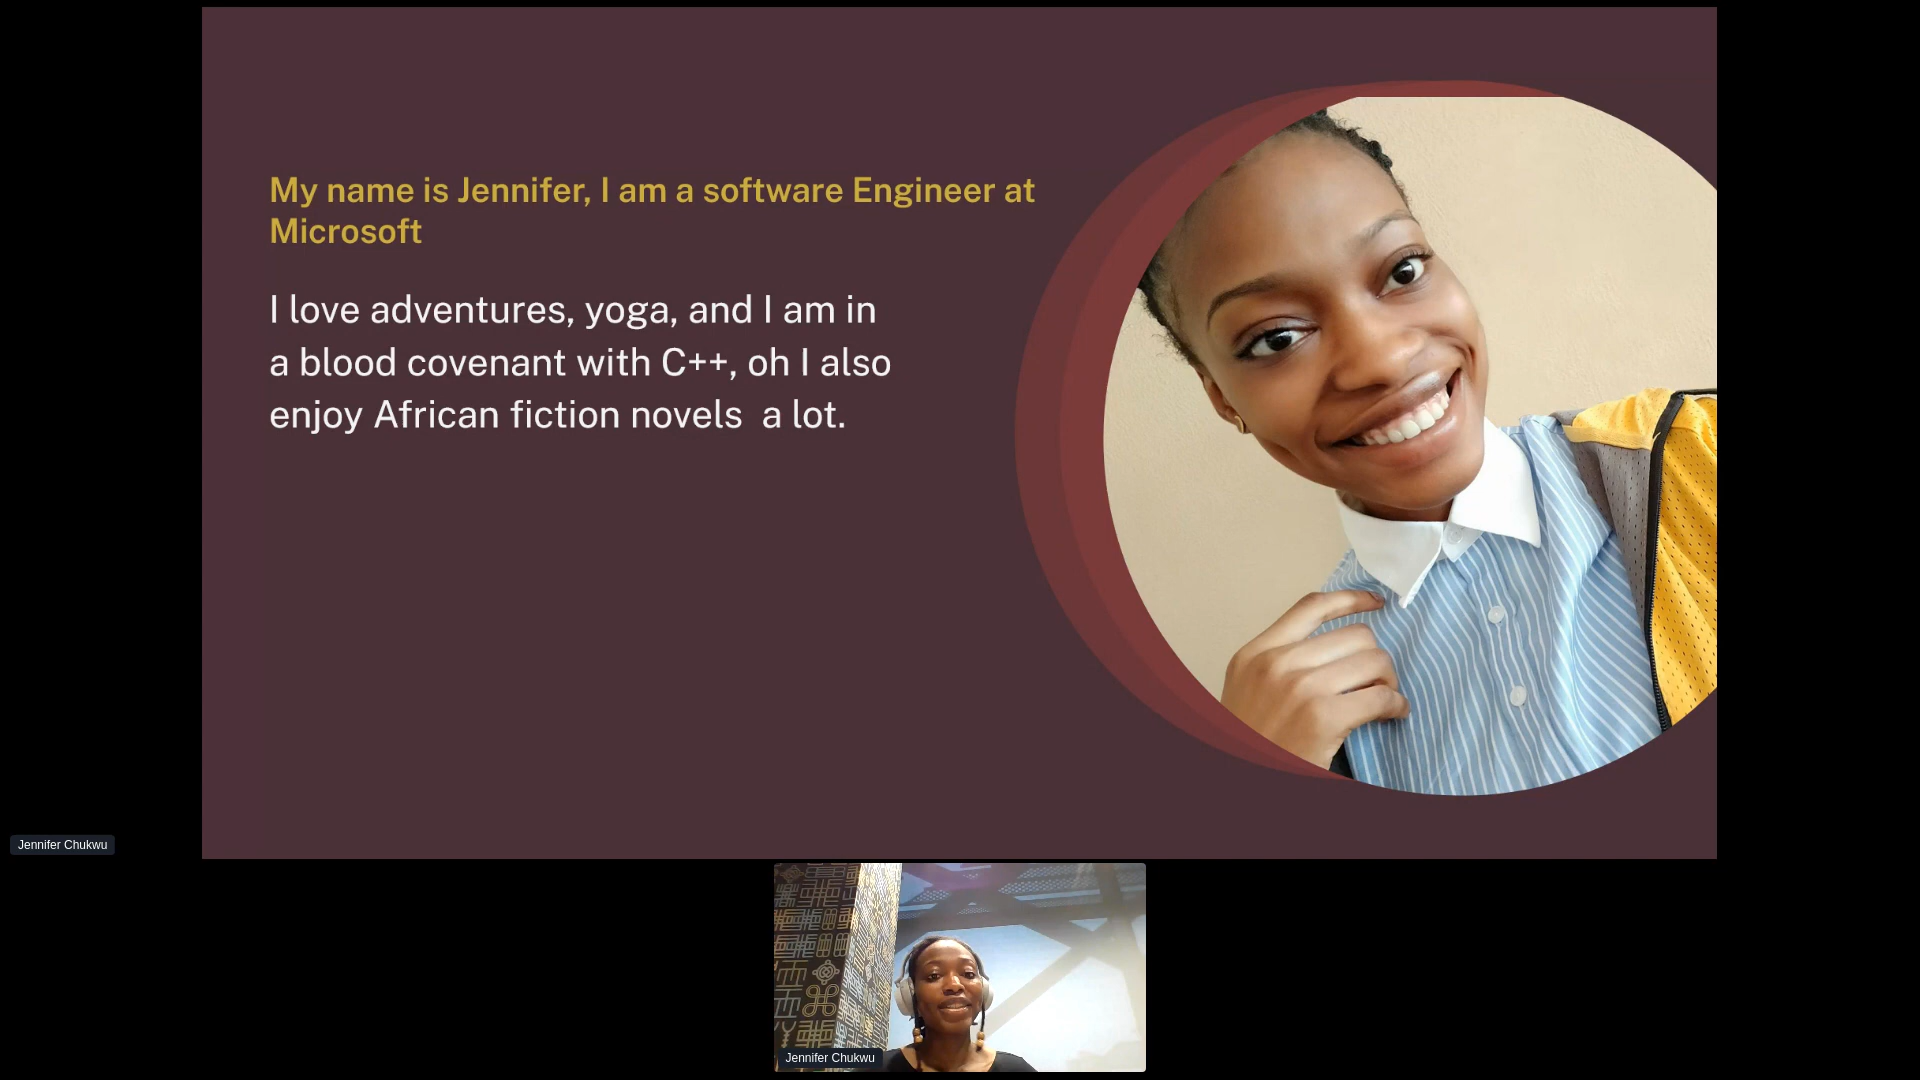 My name is Jennifer, I am a software Engineer at
Microsoft
I love adventures, yoga, and I am in
a blood covenant with C++, oh I also
enjoy African fiction novels  a lot.
Jennifer Chukwu
Jennifer Chukwu